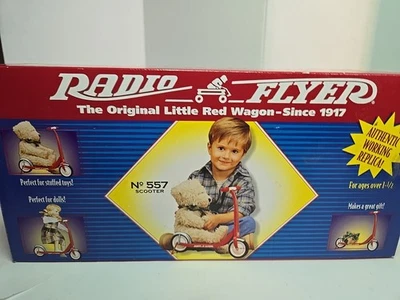 RADIO FLYER®
The Original Little Red Wagon-Since 1917
AUTHENTIC
WORKING
REPLICA!
Perfect for stuffed toys!
Nº 557
SCOOTER
For ages over 1-1/2
Perfect for dolls!
Makes a great gift!